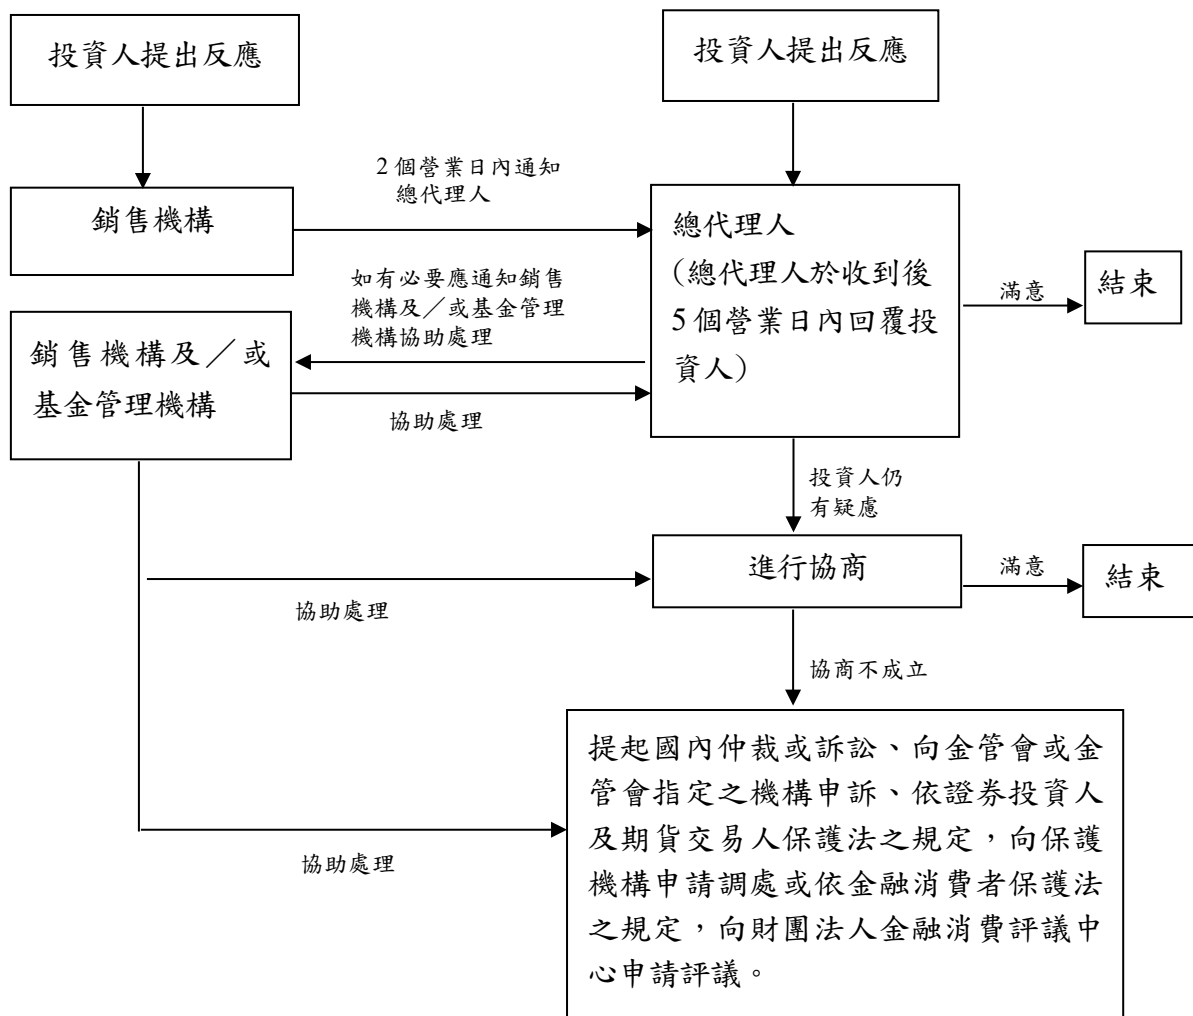 投資人提出反應
投資人提出反應
2 個營業日內通知
總代理人
銷售機構
總代理人
(總代理人於收到後
5 個營業日內回覆投
資人)
滿意
結束
如有必要應通知銷售
機構及／或基金管理
機構協助處理
銷售機構及／或
基金管理機構
協助處理
投資人仍
有疑慮
進行協商
滿意
結束
協助處理
協商不成立
提起國內仲裁或訴訟、向金管會或金
管會指定之機構申訴、依證券投資人
及期貨交易人保護法之規定，向保護
機構申請調處或依金融消費者保護法
之規定，向財團法人金融消費評議中
心申請評議。
協助處理